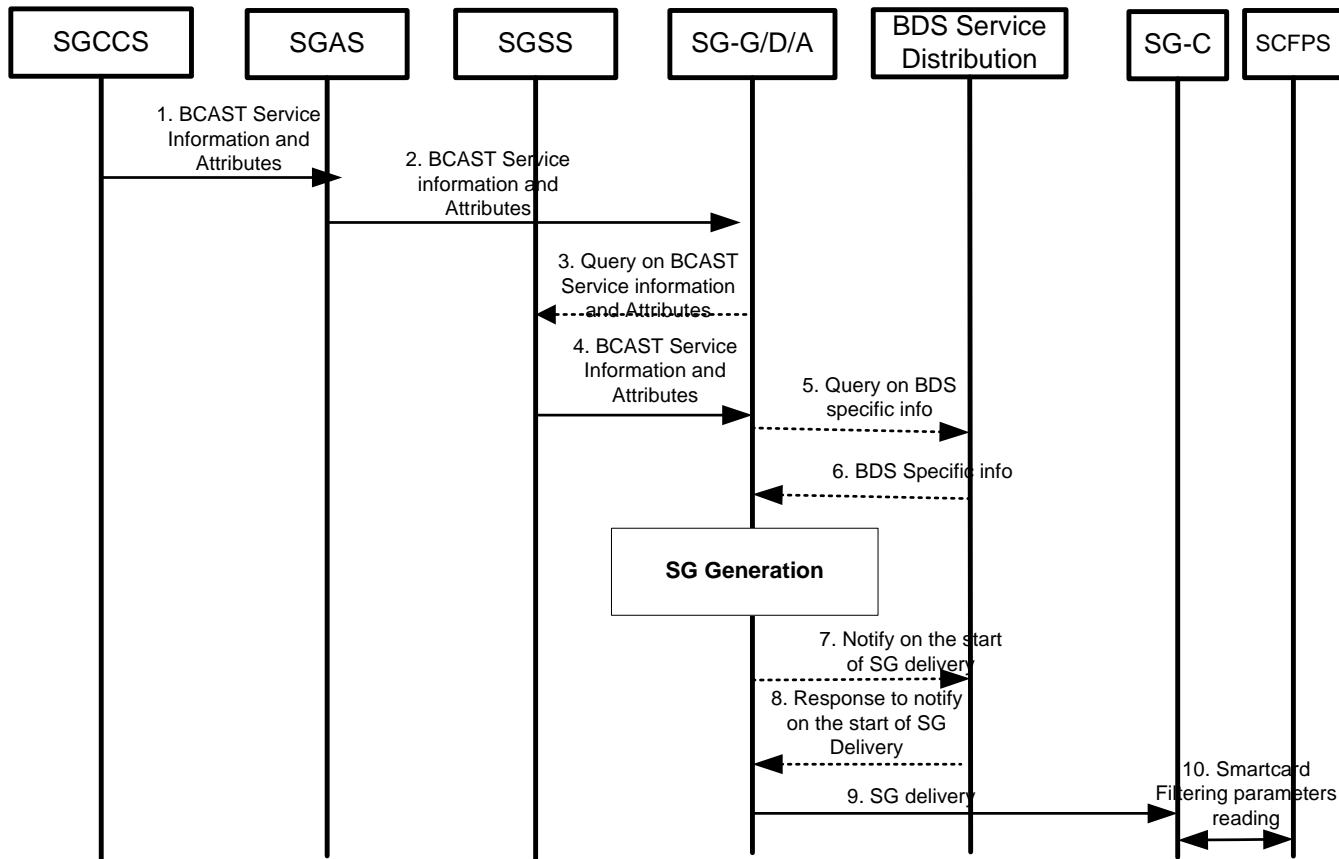 SGCCS
SGAS
SGSS
SG-G/D/A
BDS Service
Distribution
SG-C
SCFPS
1. BCAST Service
Information and
Attributes
2. BCAST Service
information and
Attributes
3. Query on BCAST
Service information
and Attributes
4. BCAST Service
Information and
Attributes
5. Query on BDS
specific info
6. BDS Specific info
SG Generation
7. Notify on the start
of SG delivery
8. Response to notify
on the start of SG
Delivery
9. SG delivery
10. Smartcard
Filtering parameters
reading